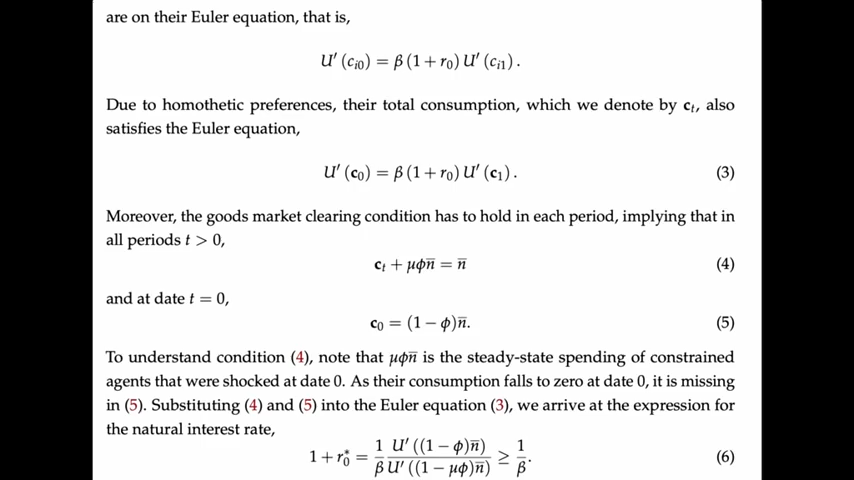 are on their Euler equation, that is,
U′ (c_{i0}) = β (1 + r_0) U′ (c_{i1}) .
Due to homothetic preferences, their total consumption, which we denote by c_t, also
satisfies the Euler equation,
U′ (c_0) = β (1 + r_0) U′ (c_1) . (3)
Moreover, the goods market clearing condition has to hold in each period, implying that in
all periods t > 0,
c_t + μϕn̅ = n̅ (4)
and at date t = 0,
c_0 = (1 − ϕ)n̅. (5)
To understand condition (4), note that μϕn̅ is the steady-state spending of constrained
agents that were shocked at date 0. As their consumption falls to zero at date 0, it is missing
in (5). Substituting (4) and (5) into the Euler equation (3), we arrive at the expression for
the natural interest rate,
1 + r_0^* = \frac{1}{β} \frac{U′ ((1 − ϕ)n̅)}{U′ ((1 − μϕ)n̅)} ≥ \frac{1}{β}. (6)